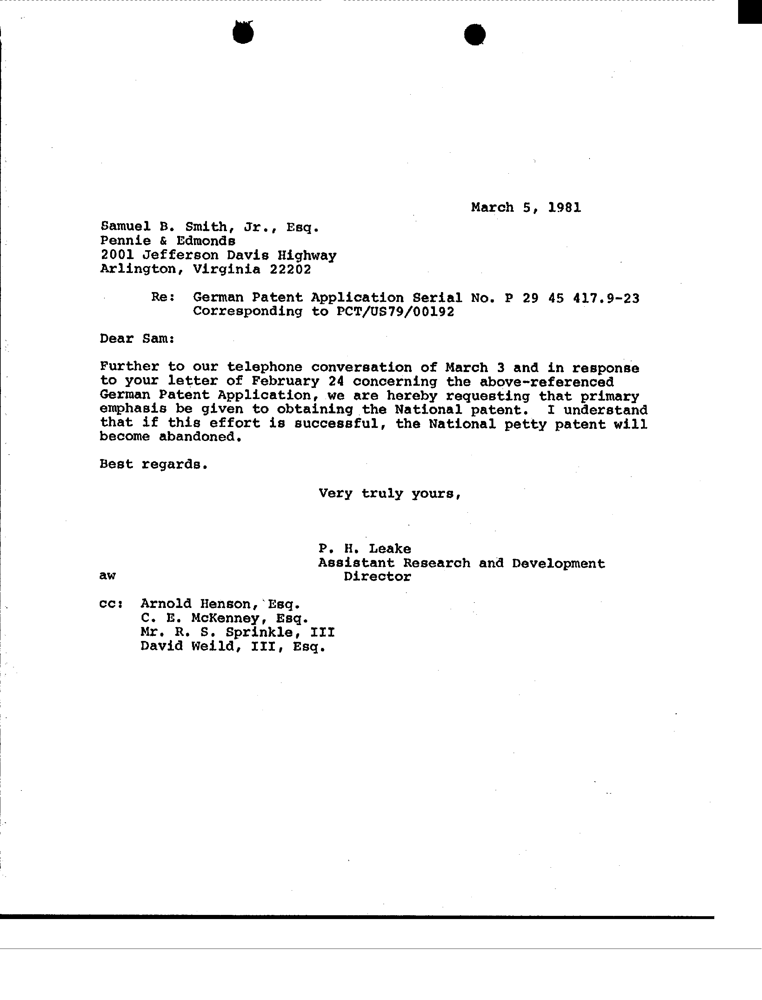 March 5, 1981
Samuel B. Smith, Jr., Esq.
Pennie & Edmonds
2001 Jefferson Davis Highway
Arlington, Virginia 22202
Re: German Patent Application Serial No. P 29 45 417.9-23
Corresponding to PCT/US79/00192
Dear Sam:
Further to our telephone conversation of March 3 and in response
to your letter of February 24 concerning the above-referenced
German Patent Application, we are hereby requesting that primary
emphasis be given to obtaining the National patent. I understand
that if this effort is successful, the National petty patent will
become abandoned.
Best regards.
Very truly yours,
P. H. Leake
Assistant Research and Development
aw Director
cc: Arnold Henson, Esq.
C. E. McKenney, Esq.
Mr. R. S. Sprinkle, III
David Weild, III, Esq.